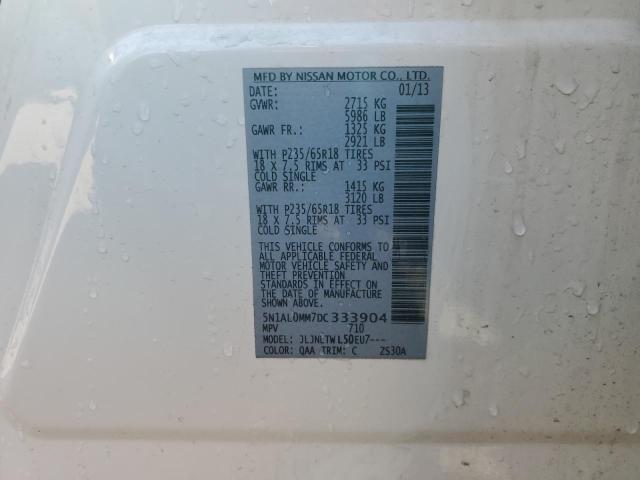 MFD BY NISSAN MOTOR CO., LTD.
DATE: 01/13
GVWR: 2715 KG
5986 LB
GAWR FR.: 1325 KG
2921 LB
WITH P235/65R18 TIRES
18 X 7.5 RIMS AT 33 PSI
COLD SINGLE
GAWR RR.: 1415 KG
3120 LB
WITH P235/65R18 TIRES
18 X 7.5 RIMS AT 33 PSI
COLD SINGLE
THIS VEHICLE CONFORMS TO
ALL APPLICABLE FEDERAL
MOTOR VEHICLE SAFETY AND
THEFT PREVENTION
STANDARDS IN EFFECT ON
THE DATE OF MANUFACTURE
SHOWN ABOVE.
5N1AL0MM7DC333904
MPV 710
MODEL: JLJNLTWL50EU7---
COLOR: QAA TRIM: C ZS30A